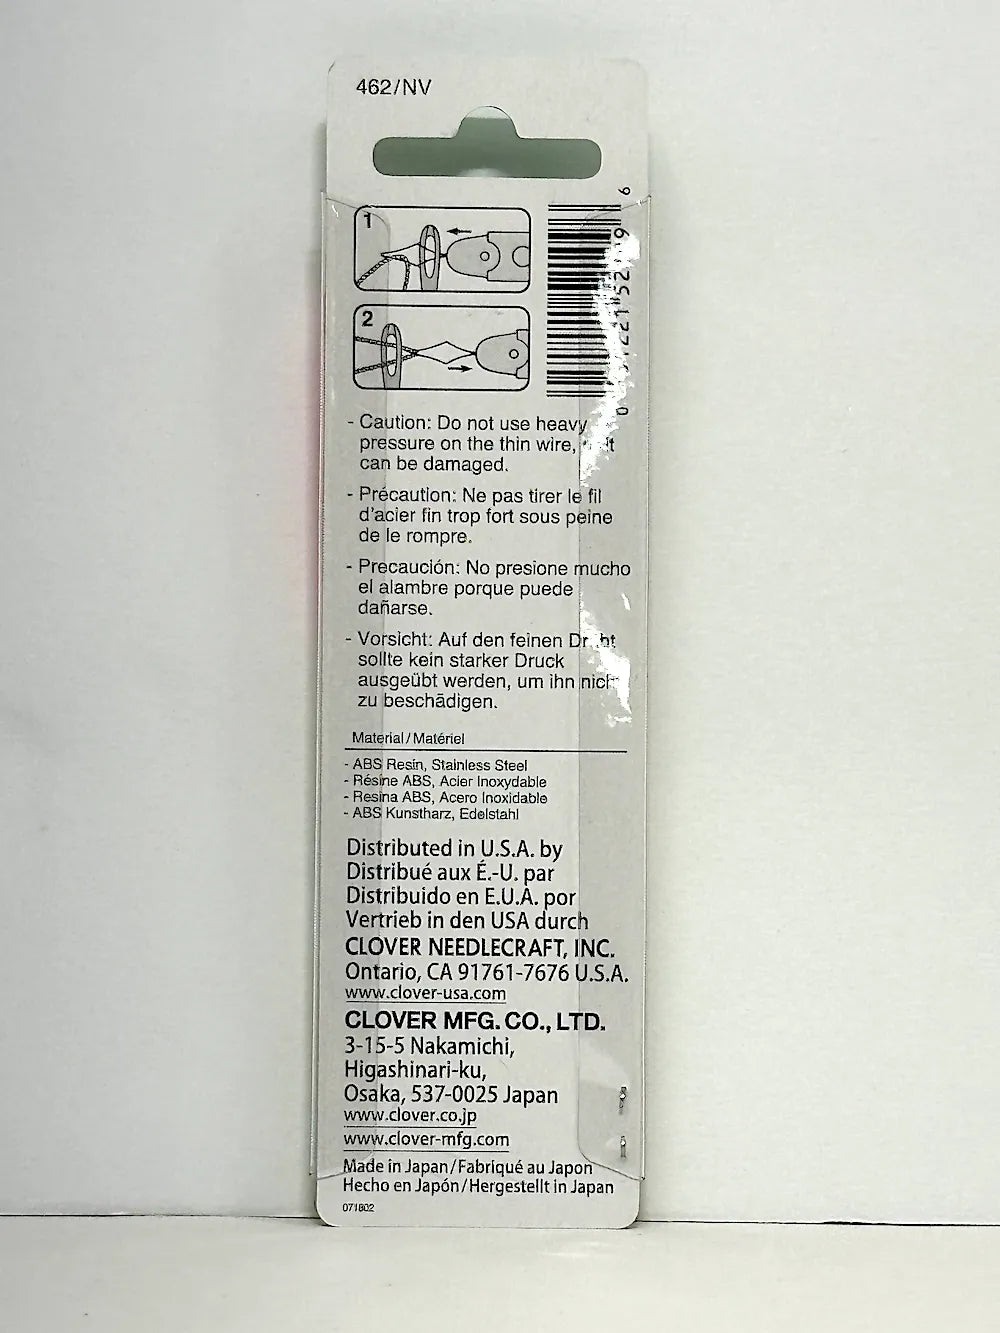 462/NV
1
2
6
0
- Caution: Do not use heavy
pressure on the thin wire,
can be damaged.
- Précaution: Ne pas tirer le fil
d'acier fin trop fort sous peine
de le rompre.
- Precaución: No presione mucho
el alambre porque puede
dañarse.
- Vorsicht: Auf den feinen
sollte kein starker Druck
ausgeübt werden, um ihn
zu beschädigen.
Material/Matériel
- ABS Resin, Stainless Steel
- Résine ABS, Acier Inoxydable
- Resina ABS, Acero Inoxidable
- ABS Kunstharz, Edelstahl
Distributed in U.S.A. by
Distribué aux É.-U. par
Distribuido en E.U.A. por
Vertrieb in den USA durch
CLOVER NEEDLECRAFT, INC.
Ontario, CA 91761-7676 U.S.A.
www.clover-usa.com
CLOVER MFG. CO., LTD.
3-15-5 Nakamichi,
Higashinari-ku,
Osaka, 537-0025 Japan
www.clover.co.jp
www.clover-mfg.com
Made in Japan/Fabriqué au Japon
Hecho en Japón/Hergestellt in Japan
071802